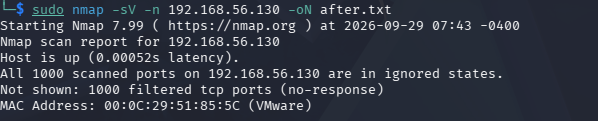 └─$ sudo nmap -sV -n 192.168.56.130 -oN after.txt
Starting Nmap 7.99 ( https://nmap.org ) at 2026-09-29 07:43 -0400
Nmap scan report for 192.168.56.130
Host is up (0.00052s latency).
All 1000 scanned ports on 192.168.56.130 are in ignored states.
Not shown: 1000 filtered tcp ports (no-response)
MAC Address: 00:0C:29:51:85:5C (VMware)